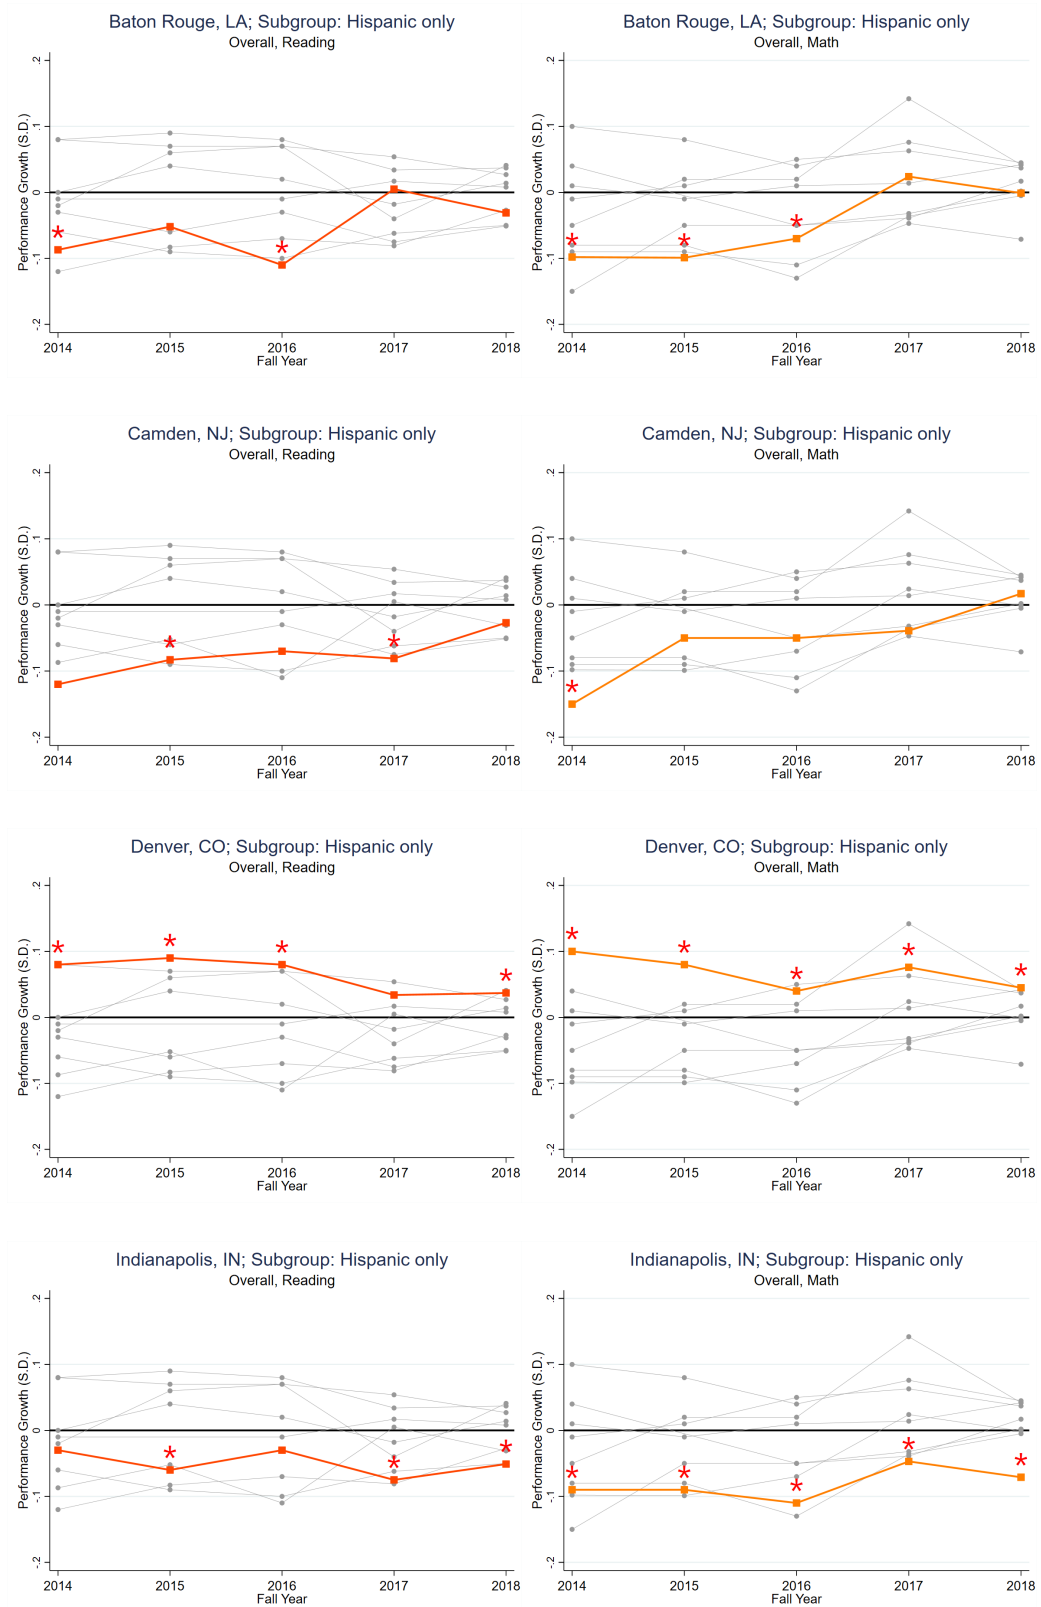 Baton Rouge, LA; Subgroup: Hispanic only
Overall, Reading
Performance Growth (S.D.)
.2
.1
0
-.1
-.2
2014 2015 2016 2017 2018
Fall Year
Baton Rouge, LA; Subgroup: Hispanic only
Overall, Math
Performance Growth (S.D.)
.2
.1
0
-.1
-.2
2014 2015 2016 2017 2018
Fall Year
Camden, NJ; Subgroup: Hispanic only
Overall, Reading
Performance Growth (S.D.)
.2
.1
0
-.1
-.2
2014 2015 2016 2017 2018
Fall Year
Camden, NJ; Subgroup: Hispanic only
Overall, Math
Performance Growth (S.D.)
.2
.1
0
-.1
-.2
2014 2015 2016 2017 2018
Fall Year
Denver, CO; Subgroup: Hispanic only
Overall, Reading
Performance Growth (S.D.)
.2
.1
0
-.1
-.2
2014 2015 2016 2017 2018
Fall Year
Denver, CO; Subgroup: Hispanic only
Overall, Math
Performance Growth (S.D.)
.2
.1
0
-.1
-.2
2014 2015 2016 2017 2018
Fall Year
Indianapolis, IN; Subgroup: Hispanic only
Overall, Reading
Performance Growth (S.D.)
.2
.1
0
-.1
-.2
2014 2015 2016 2017 2018
Fall Year
Indianapolis, IN; Subgroup: Hispanic only
Overall, Math
Performance Growth (S.D.)
.2
.1
0
-.1
-.2
2014 2015 2016 2017 2018
Fall Year